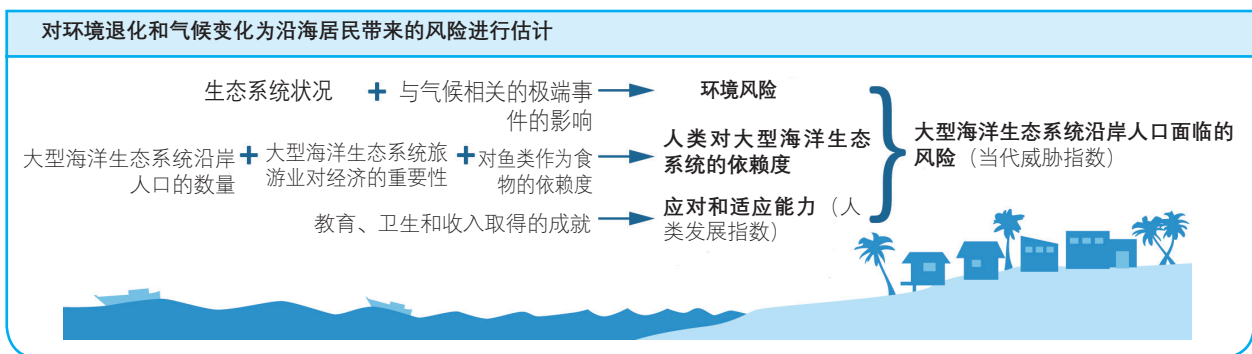 对环境退化和气候变化为沿海居民带来的风险进行估计
生态系统状况 + 与气候相关的极端事
件的影响
环境风险
大型海洋生态系统沿岸
人口的数量
+
大型海洋生态系统旅
游业对经济的重要性
+
对鱼类作为食
物的依赖度
人类对大型海洋生态
系统的依赖度
教育、卫生和收入取得的成就
应对和适应能力（人
类发展指数）
大型海洋生态系统沿岸人口面临的
风险（当代威胁指数）